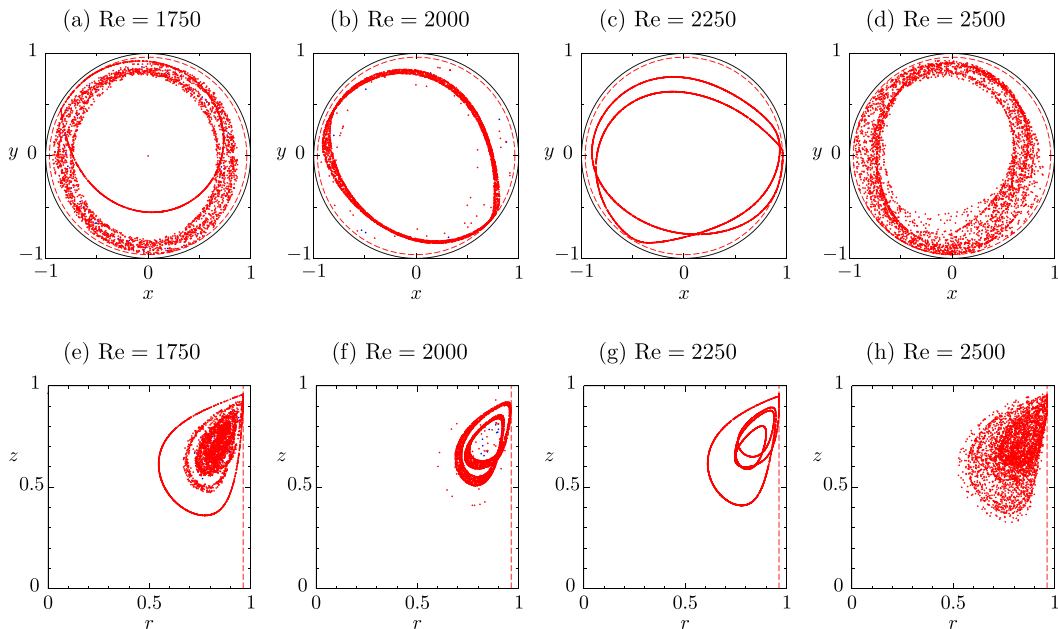 (a) Re = 1750
(b) Re = 2000
(c) Re = 2250
(d) Re = 2500
1
y 0
−1
−1 0 1
x
1
y 0
−1
−1 0 1
x
1
y 0
−1
−1 0 1
x
1
y 0
−1
−1 0 1
x
(e) Re = 1750
(f) Re = 2000
(g) Re = 2250
(h) Re = 2500
1
z
0.5
0
0 0.5 1
r
1
z
0.5
0
0 0.5 1
r
1
z
0.5
0
0 0.5 1
r
1
z
0.5
0
0 0.5 1
r